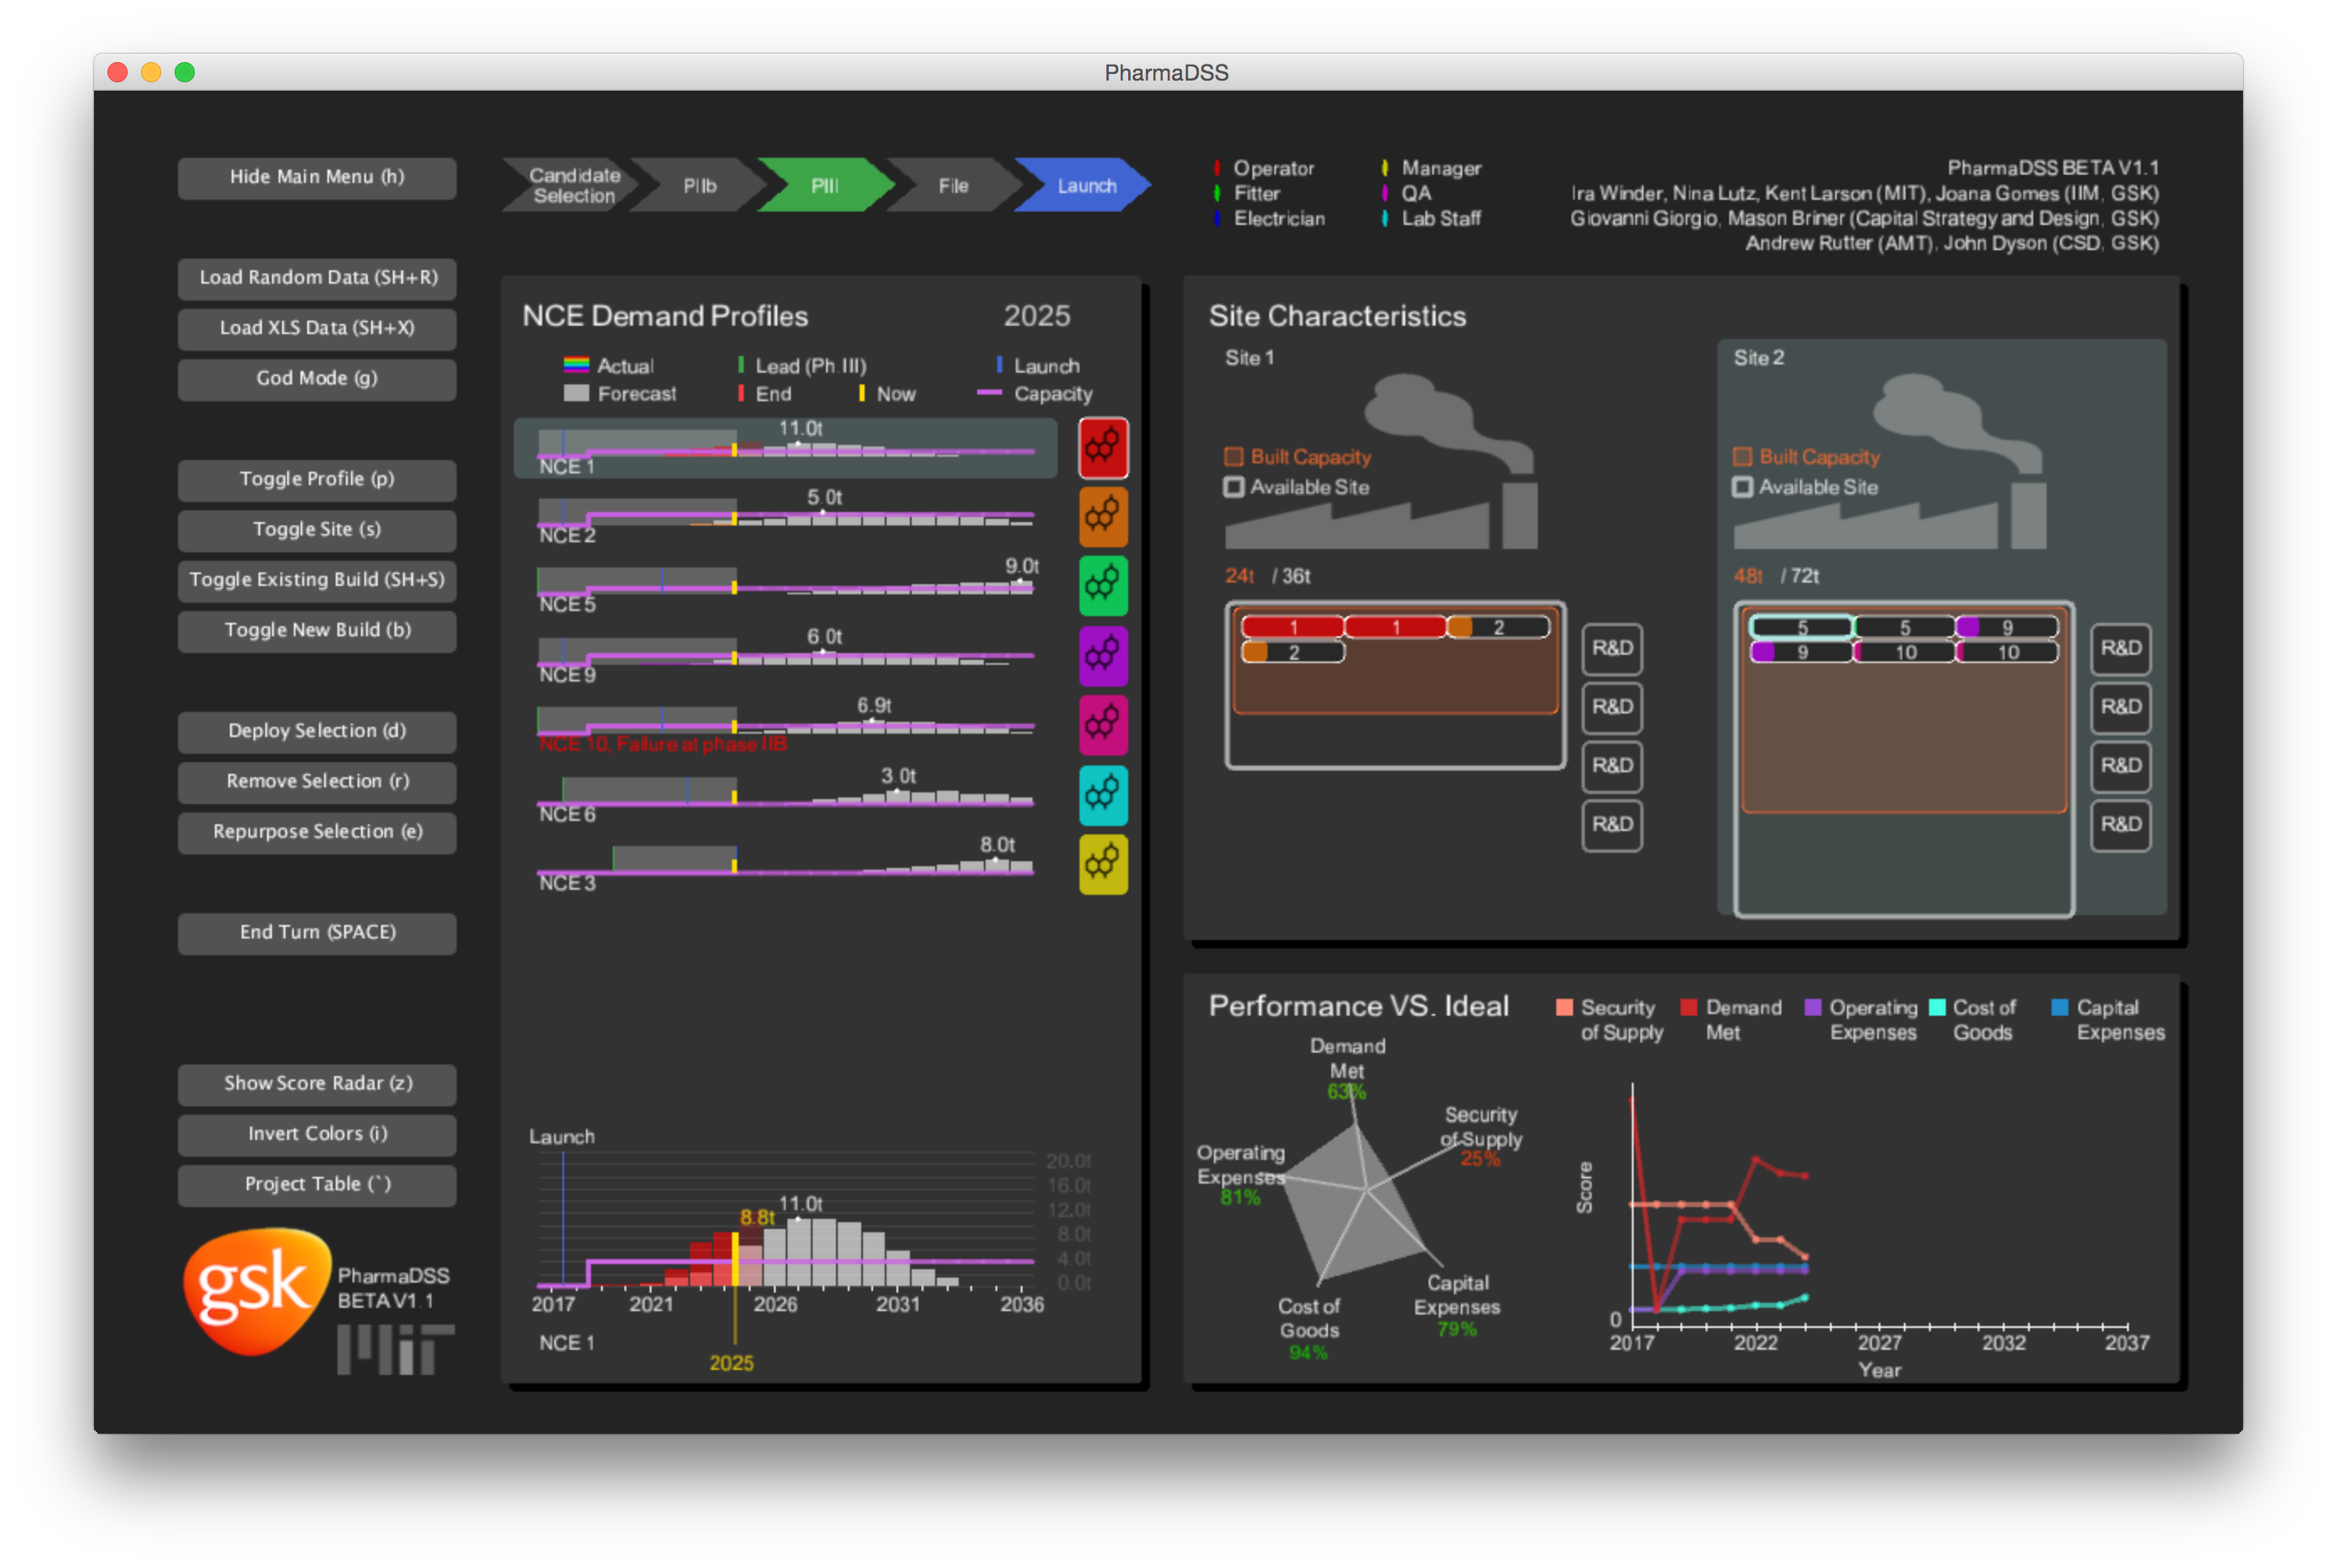 PharmaDSS
Hide Main Menu (h)
Load Random Data (SH+R)
Load XLS Data (SH+X)
God Mode (g)
Toggle Profile (p)
Toggle Site (s)
Toggle Existing Build (SH+S)
Toggle New Build (b)
Deploy Selection (d)
Remove Selection (r)
Repurpose Selection (e)
End Turn (SPACE)
Show Score Radar (z)
Invert Colors (i)
Project Table (`)
gsk
PharmaDSS
BETA V1.1
MIT
Candidate
Selection
PIIb
PIII
File
Launch
Operator
Fitter
Electrician
Manager
QA
Lab Staff
PharmaDSS BETA V1.1
Ira Winder, Nina Lutz, Kent Larson (MIT), Joana Gomes (IIM, GSK)
Giovanni Giorgio, Mason Briner (Capital Strategy and Design, GSK)
Andrew Rutter (AMT), John Dyson (CSD, GSK)
NCE Demand Profiles
2025
Actual
Lead (Ph.III)
Launch
Forecast
End
Now
Capacity
11.0t
NCE 1
5.0t
NCE 2
9.0t
NCE 5
6.0t
NCE 9
6.9t
NCE 10, Failure at phase IIB
3.0t
NCE 6
8.0t
NCE 3
Launch
20.0t
16.0t
12.0t
8.0t
4.0t
0.0t
8.8t
11.0t
2017
2021
2026
2031
2036
NCE 1
2025
Site Characteristics
Site 1
Built Capacity
Available Site
24t / 36t
1 1 2
2
R&D
R&D
R&D
R&D
Site 2
Built Capacity
Available Site
48t / 72t
5 5 9
9 10 10
R&D
R&D
R&D
R&D
Performance VS. Ideal
Security
of Supply
Demand
Met
Operating
Expenses
Cost of
Goods
Capital
Expenses
Demand
Met
63%
Security
of Supply
25%
Operating
Expenses
81%
Capital
Expenses
79%
Cost of
Goods
94%
Score
0
2017
2022
2027
2032
2037
Year